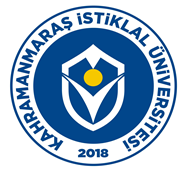 KAHRAMANMARAŞ İSTİKLAL ÜNİVERSİTESİ
2018